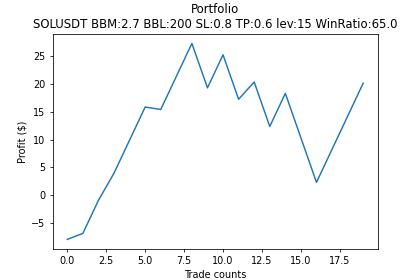 Portfolio
SOLUSDT BBM:2.7 BBL:200 SL:0.8 TP:0.6 lev:15 WinRatio:65.0
25
20
15
10
5
0
−5
Profit ($)
0.0 2.5 5.0 7.5 10.0 12.5 15.0 17.5
Trade counts